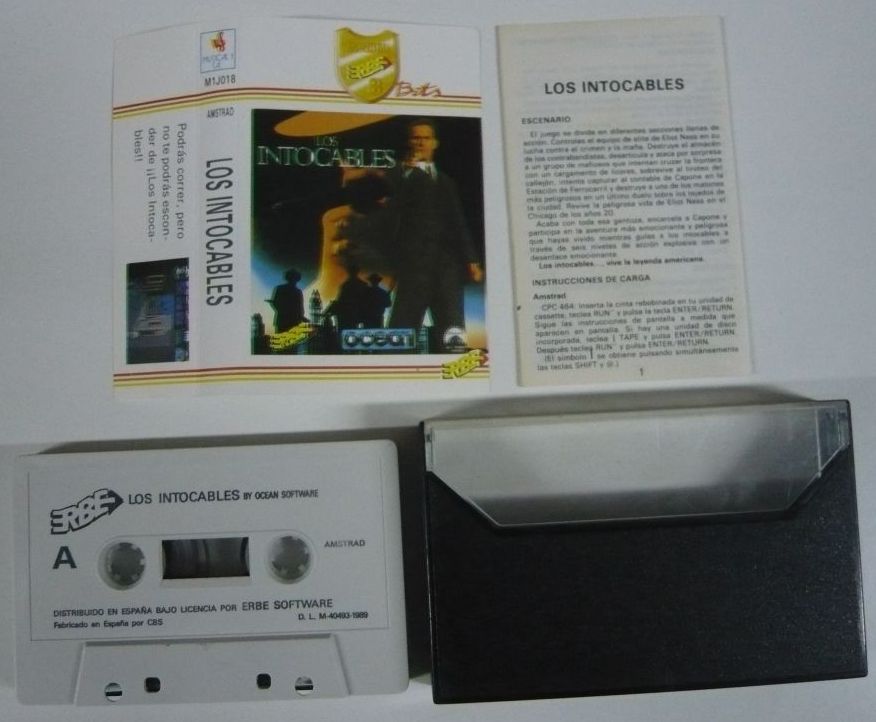 MUSICAL 1
M1J018
AMSTRAD
LOS INTOCABLES
Podrás correr, pero
no te podrás escon-
der de ¡¡Los Intoca-
bles!!
ERBE
Bits
LOS
INTOCABLES
ocean
ERBE
LOS INTOCABLES
ESCENARIO
El juego se divide en diferentes secciones llenas de
acción. Controlas el equipo de elite de Eliot Ness en su
lucha contra el crimen y la mafia. Destruye el almacén
de los contrabandistas, desarticula y ataca por sorpresa
a un grupo de mafiosos que intentan cruzar la frontera
con un cargamento de licores, sobrevive al tiroteo del
callejón, intenta capturar al contable de Capone en la
Estación de Ferrocarril y destruye a uno de los matones
más peligrosos en un último duelo sobre los tejados de
la ciudad. Revive la peligrosa vida de Eliot Ness en el
Chicago de los años 20.
Acaba con toda esa gentuza, encarcela a Capone y
participa en la aventura más emocionante y peligrosa
que hayas vivido mientras guías a los intocables a
través de seis niveles de acción explosiva con un
desenlace emocionante.
Los intocables..., vive la leyenda americana.
INSTRUCCIONES DE CARGA
Amstrad
CPC 464: Inserta la cinta rebobinada en tu unidad de
cassette, teclea RUN" y pulsa la tecla ENTER/RETURN.
Sigue las instrucciones de pantalla a medida que
aparecen en pantalla. Si hay una unidad de disco
incorporada, teclea | TAPE y pulsa ENTER/RETURN.
Después teclea RUN" y pulsa ENTER/RETURN.
(El símbolo | se obtiene pulsando simultáneamente
las teclas SHIFT y @.)
1
ERBE LOS INTOCABLES BY OCEAN SOFTWARE
A
AMSTRAD
DISTRIBUIDO EN ESPAÑA BAJO LICENCIA POR ERBE SOFTWARE
Fabricado en España por CBS
D. L. M-40493-1989